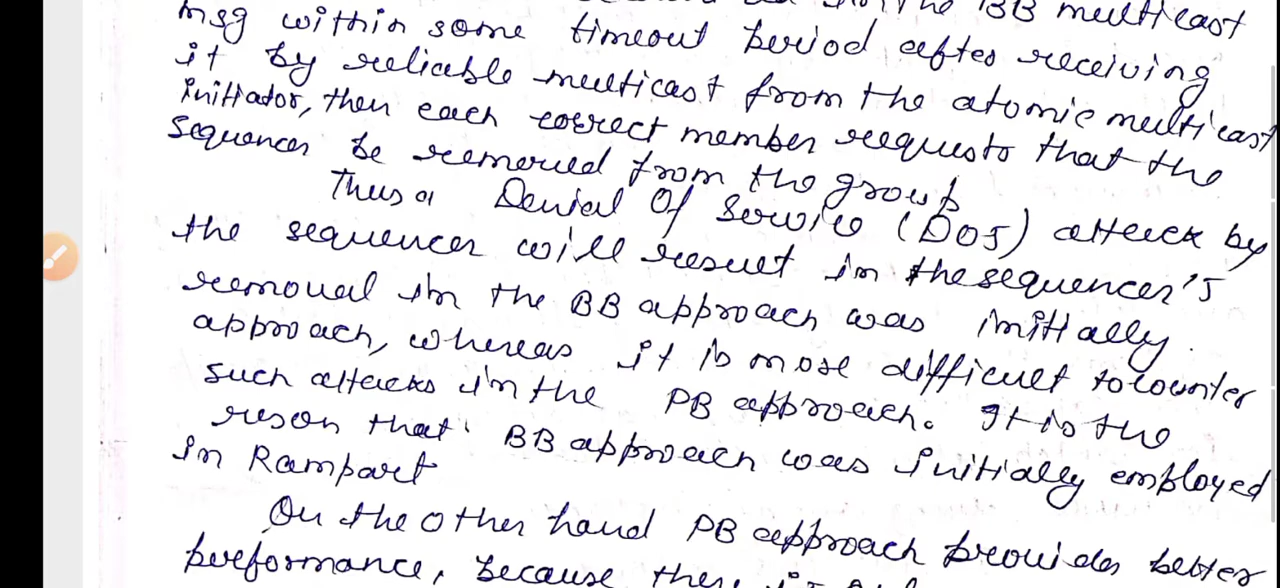 the BB multicast
msg within some timeout period after receiving
it by reliable multicast from the atomic multicast
initiator, then each correct member requests that the
sequencer be removed from the group
Thus a Denial Of Service (DOS) attack by
the sequencer will result in the sequencer's
removal in the BB approach was initially.
approach, whereas it is more difficult to counter
such attacks in the PB approach. It is the
reson that BB approach was initially employed
in Rampart
On the other hand PB approach provides better
performance, because there is